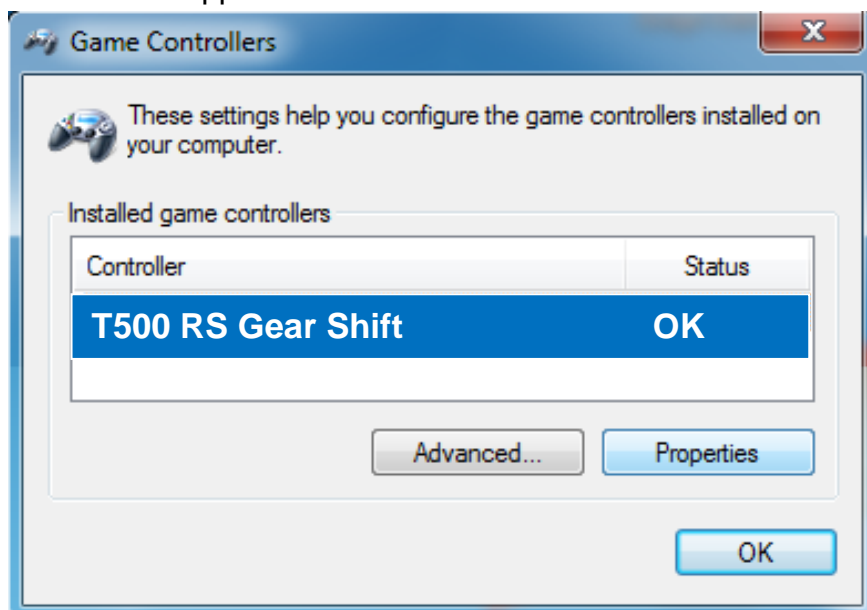 Game Controllers
These settings help you configure the game controllers installed on
your computer.
Installed game controllers
Controller Status
T500 RS Gear Shift OK
Advanced... Properties
OK